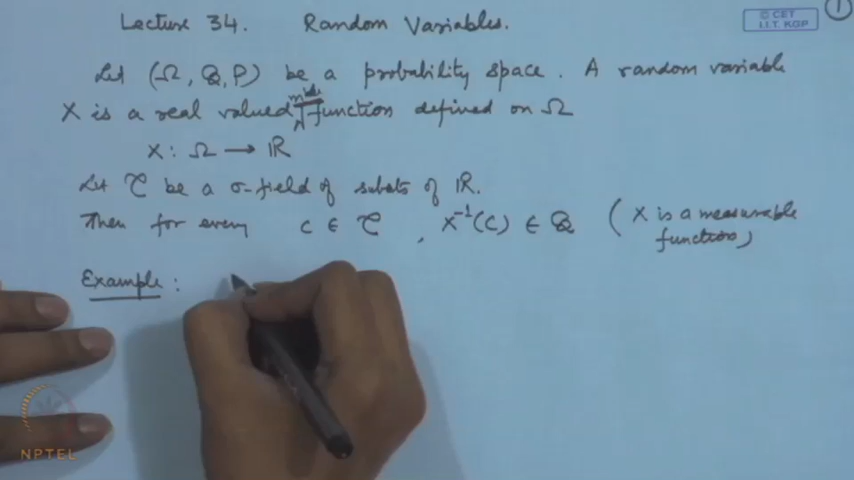 Lecture 34. Random Variables.
© CET
I.I.T. KGP
1
Let (Ω, Q, P) be a probability space. A random variable
X is a real valued mble function defined on Ω
X : Ω → ℝ
Let C be a σ-field of subsets of ℝ.
Then for every C ∈ C, X⁻¹(C) ∈ Q (X is a measurable
function)
Example :
NPTEL